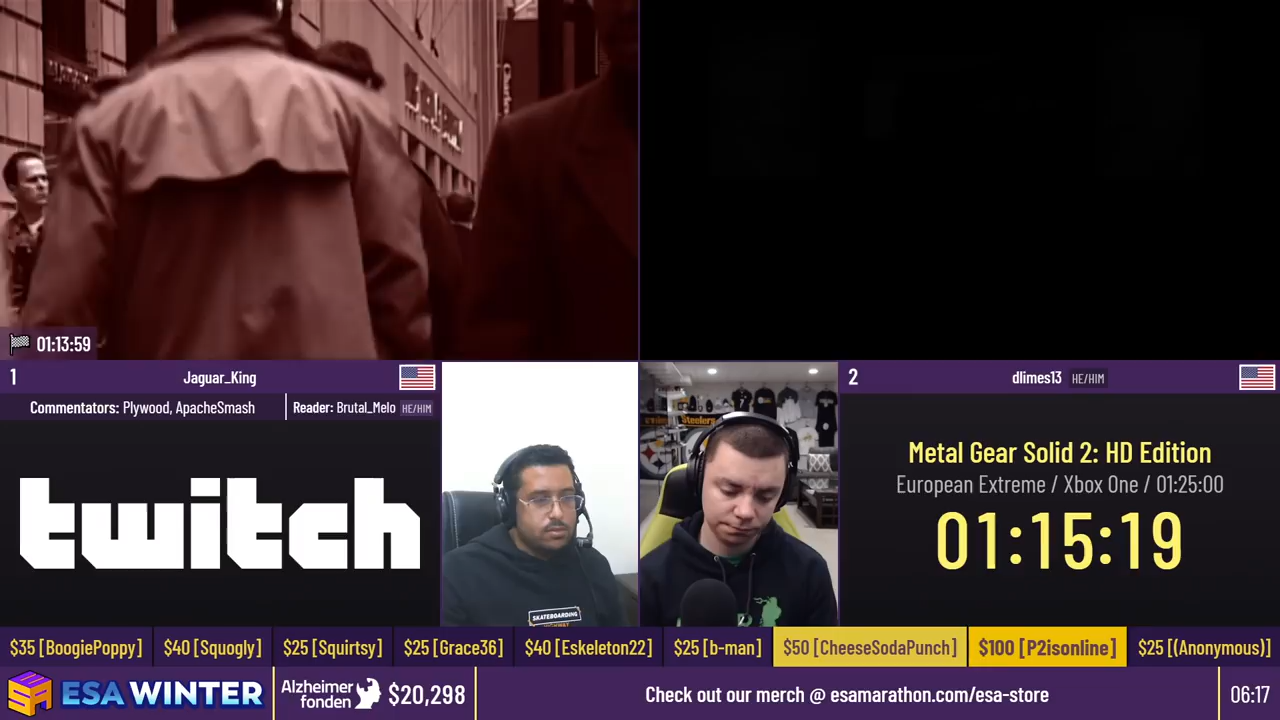 01:13:59
1
Jaguar_King
2
dlimes13 HE/HIM
Commentators: Plywood, ApacheSmash
Reader: Brutal_Melo HE/HIM
twitch
Steelers
SKATEBOARDING
Metal Gear Solid 2: HD Edition
European Extreme / Xbox One / 01:25:00
01:15:19
$35 [BoogiePoppy]
$40 [Squogly]
$25 [Squirtsy]
$25 [Grace36]
$40 [Eskeleton22]
$25 [b-man]
$50 [CheeseSodaPunch]
$100 [P2isonline]
$25 [(Anonymous)]
ESA WINTER
Alzheimer
fonden
$20,298
Check out our merch @ esamarathon.com/esa-store
06:17